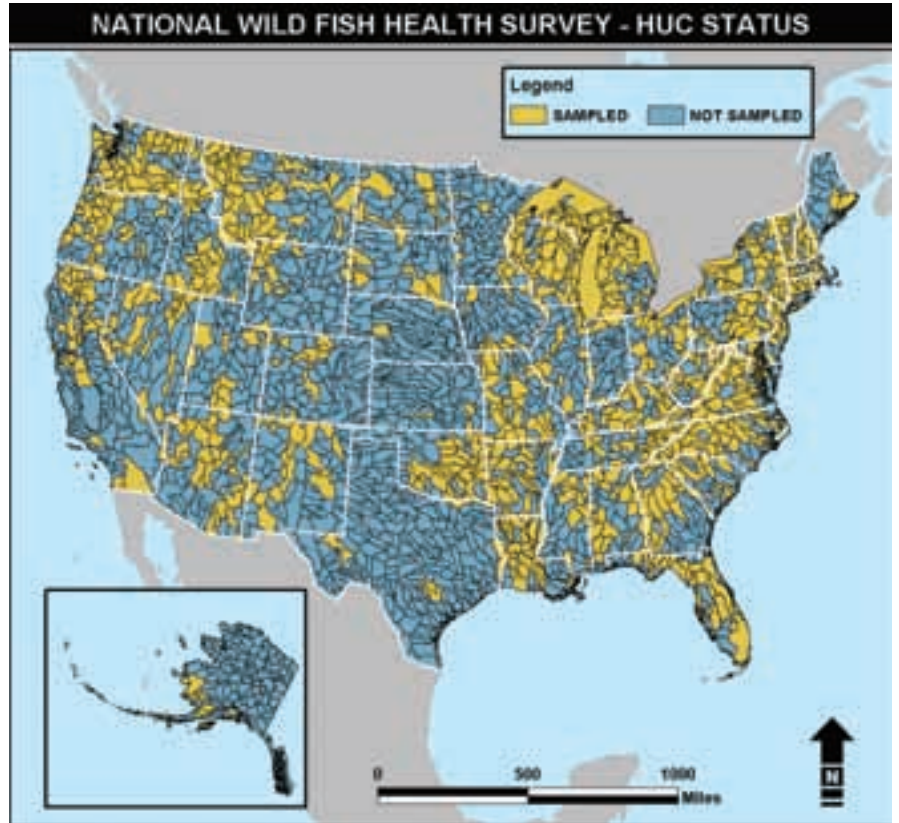 NATIONAL WILD FISH HEALTH SURVEY - HUC STATUS
Legend
SAMPLED NOT SAMPLED
0 500 1000
Miles
N